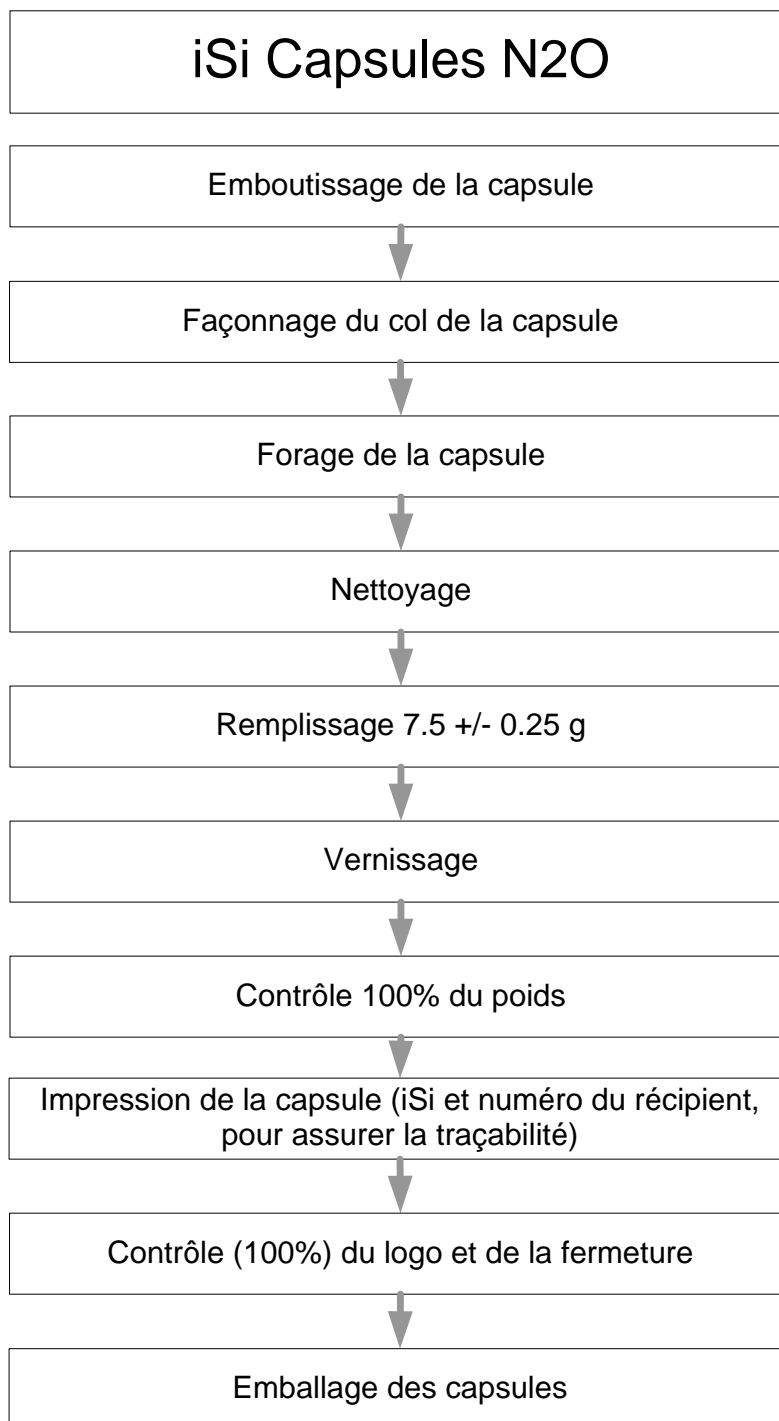 iSi Capsules N2O
Emboutissage de la capsule
Façonnage du col de la capsule
Forage de la capsule
Nettoyage
Remplissage 7.5 +/- 0.25 g
Vernissage
Contrôle 100% du poids
Impression de la capsule (iSi et numéro du récipient,
pour assurer la traçabilité)
Contrôle (100%) du logo et de la fermeture
Emballage des capsules